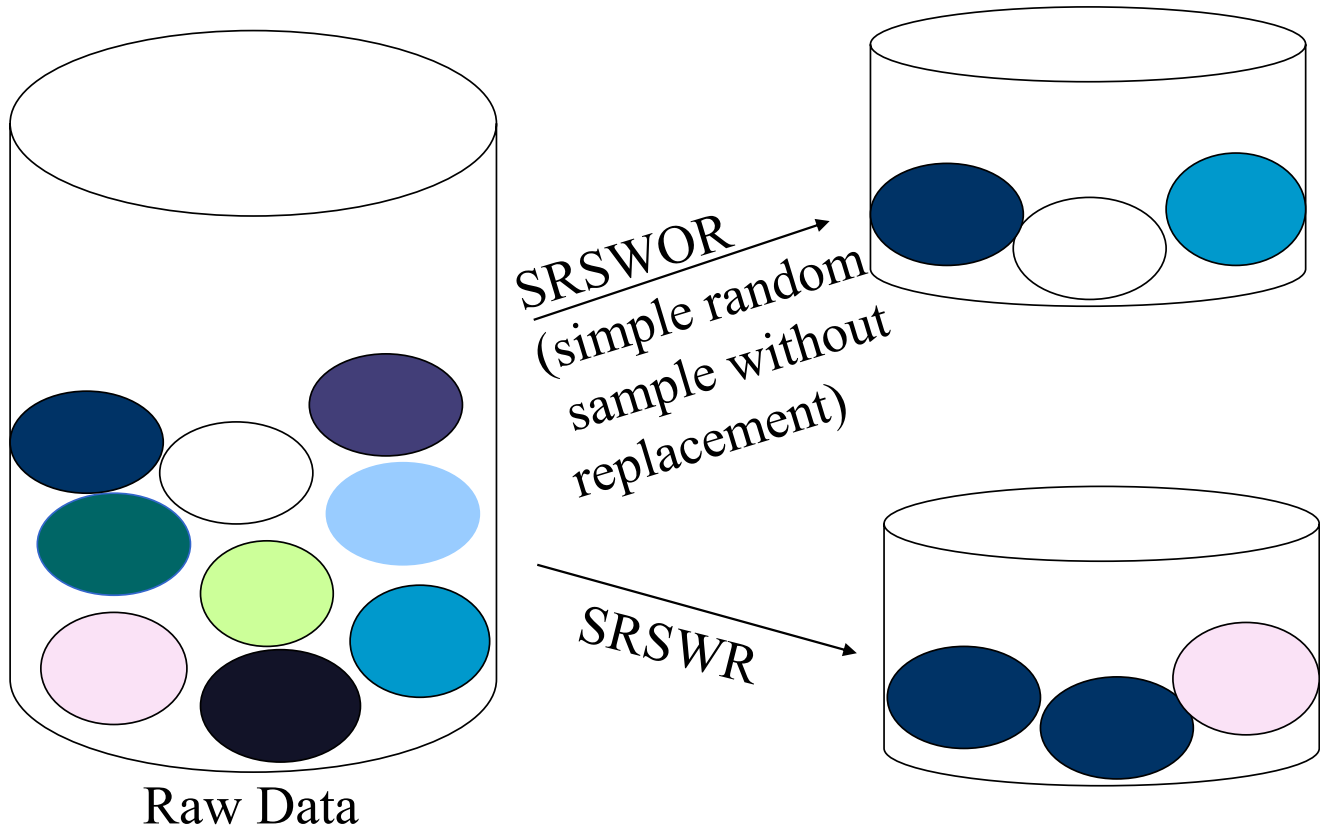 SRSWOR
(simple random
sample without
replacement)
SRSWR
Raw Data